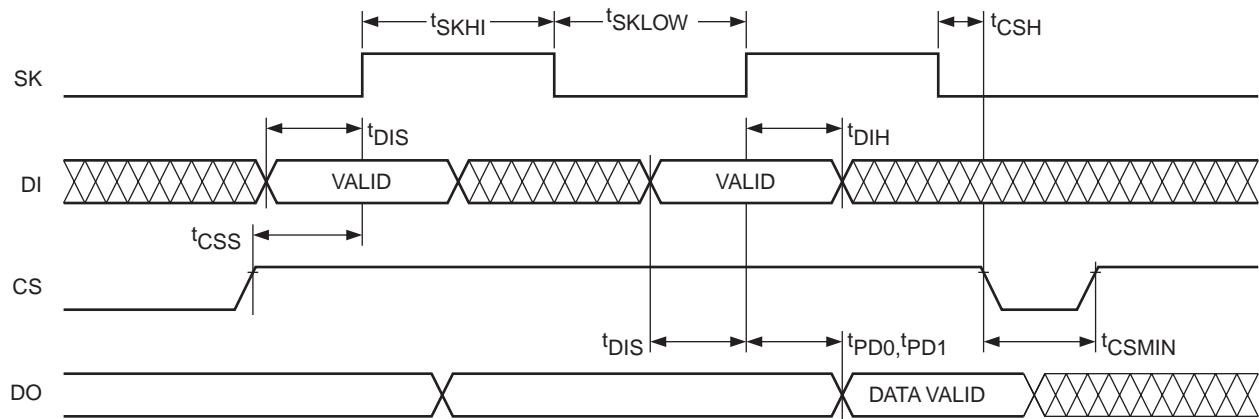 tSKHI
tSKLOW
tCSH
SK
tDIS
tDIH
DI
VALID
VALID
tCSS
CS
tDIS
tPD0,tPD1
tCSMIN
DO
DATA VALID